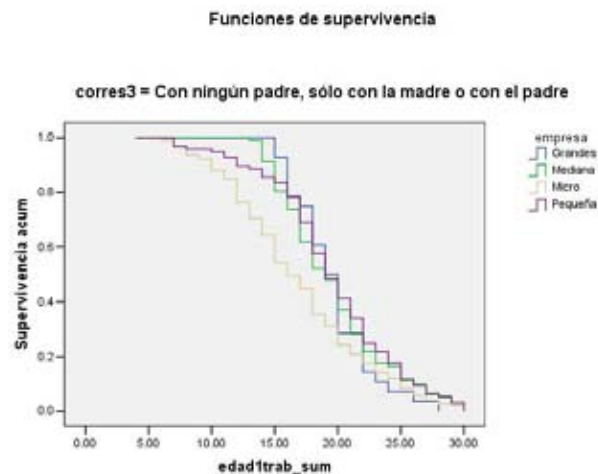 Funciones de supervivencia
corres3 = Con ningún padre, sólo con la madre o con el padre
empresa
Grandes
Mediana
Micro
Pequeña
Supervivencia acum
1.0
0.8
0.6
0.4
0.2
0.0
0.00 5.00 10.00 15.00 20.00 25.00 30.00
edad1trab_sum